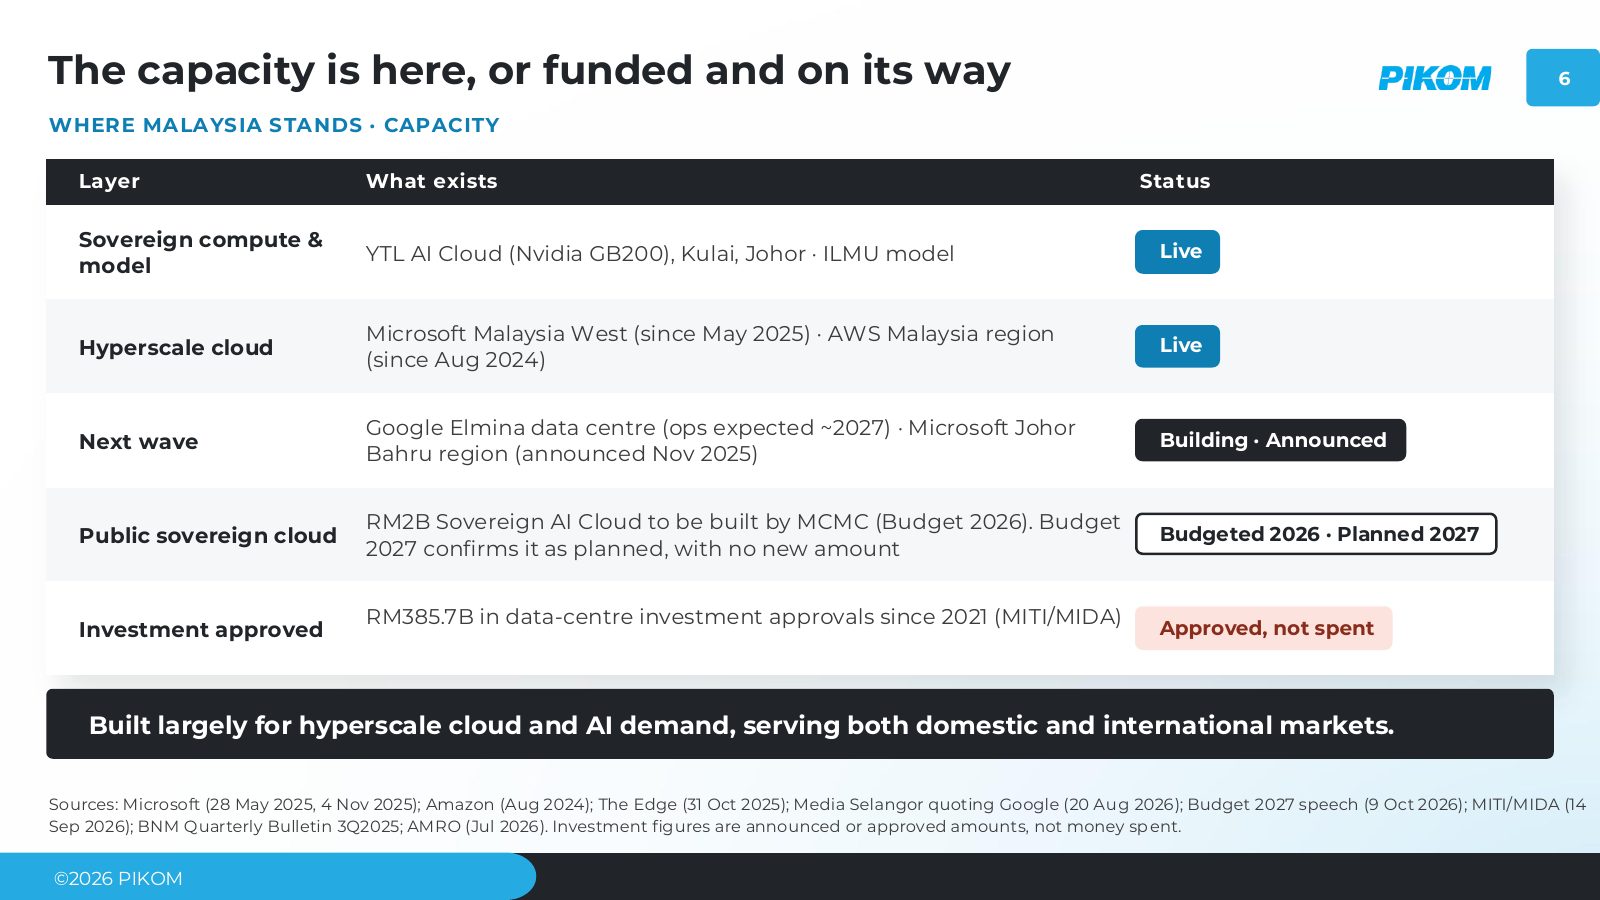 The capacity is here, or funded and on its way
PIKOM
6
WHERE MALAYSIA STANDS · CAPACITY
Layer
What exists
Status
Sovereign compute &
model
YTL AI Cloud (Nvidia GB200), Kulai, Johor · ILMU model
Live
Hyperscale cloud
Microsoft Malaysia West (since May 2025) · AWS Malaysia region
(since Aug 2024)
Live
Next wave
Google Elmina data centre (ops expected ~2027) · Microsoft Johor
Bahru region (announced Nov 2025)
Building · Announced
Public sovereign cloud
RM2B Sovereign AI Cloud to be built by MCMC (Budget 2026). Budget
2027 confirms it as planned, with no new amount
Budgeted 2026 · Planned 2027
Investment approved
RM385.7B in data-centre investment approvals since 2021 (MITI/MIDA)
Approved, not spent
Built largely for hyperscale cloud and AI demand, serving both domestic and international markets.
Sources: Microsoft (28 May 2025, 4 Nov 2025); Amazon (Aug 2024); The Edge (31 Oct 2025); Media Selangor quoting Google (20 Aug 2026); Budget 2027 speech (9 Oct 2026); MITI/MIDA (14
Sep 2026); BNM Quarterly Bulletin 3Q2025; AMRO (Jul 2026). Investment figures are announced or approved amounts, not money spent.
©2026 PIKOM